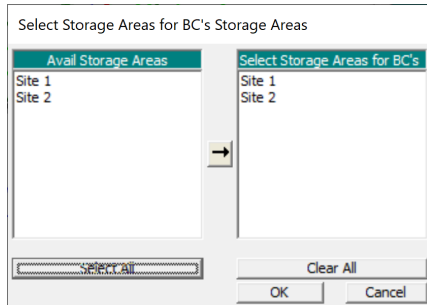 Select Storage Areas for BC's Storage Areas
Avail Storage Areas
Site 1
Site 2
Select Storage Areas for BC's
Site 1
Site 2
→
Select All
Clear All
OK
Cancel